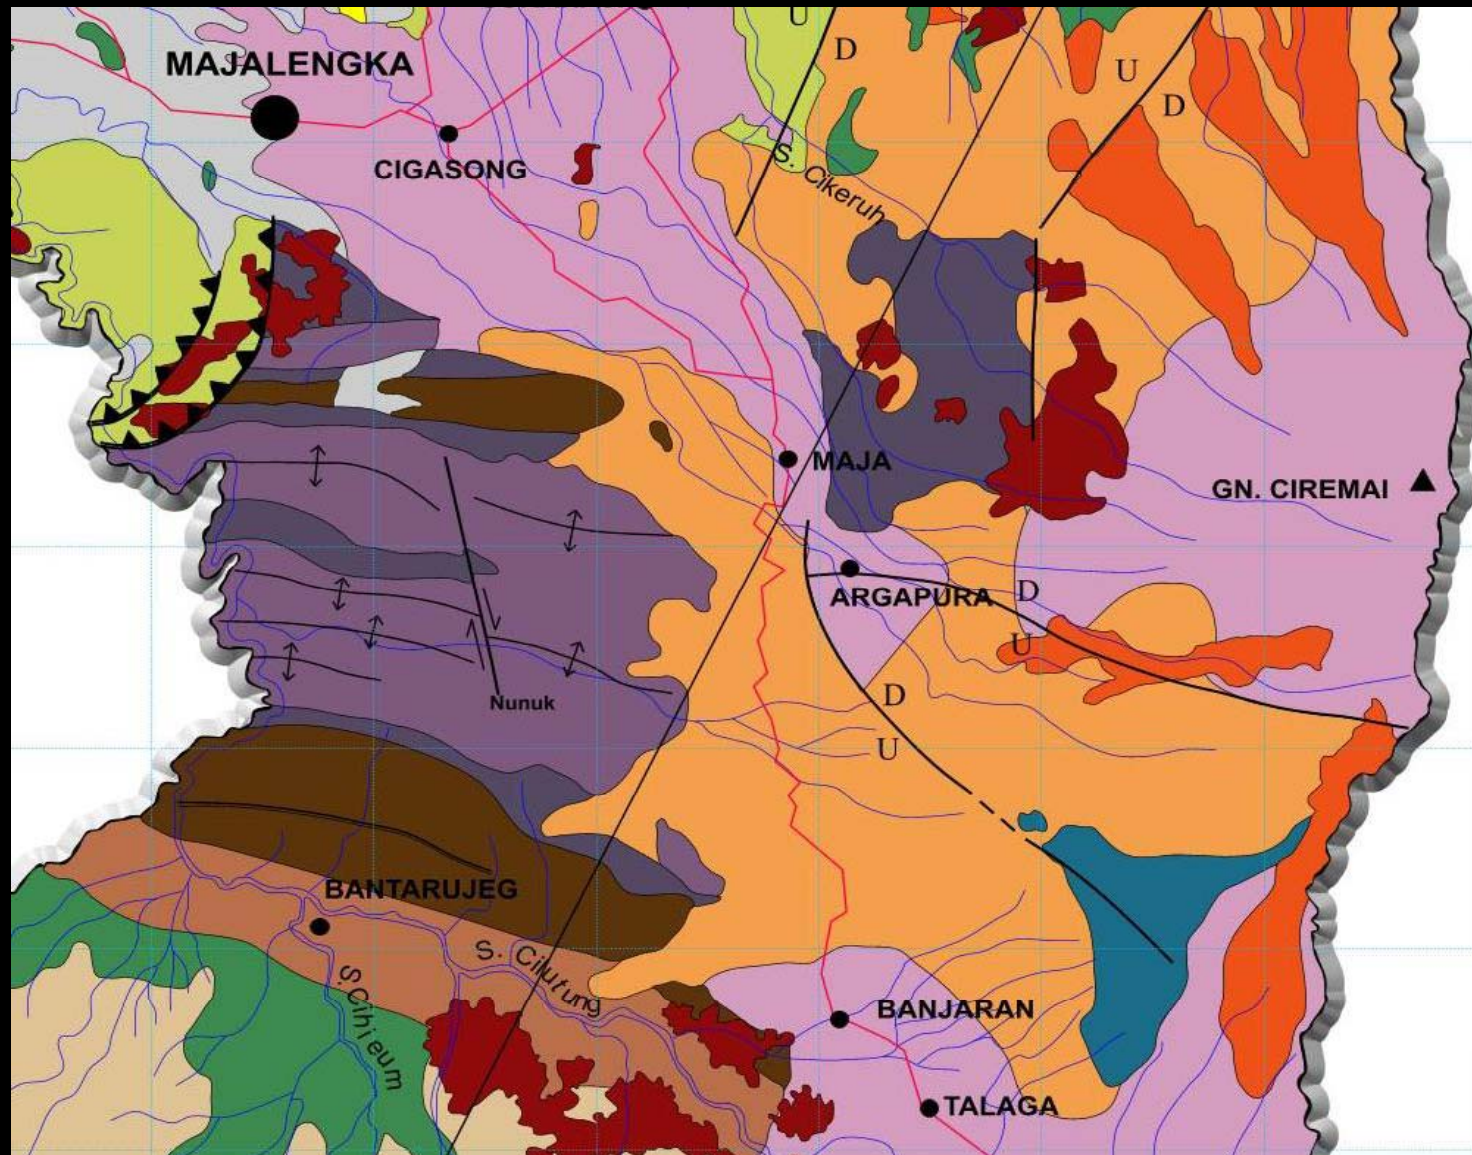 U
D
MAJALENGKA
U
D
CIGASONG
S. Cikeruh
MAJA
GN. CIREMAI
ARGAPURA
D
U
D
Nunuk
U
BANTARUJEG
S. Cilutung
S.Cihieum
BANJARAN
TALAGA